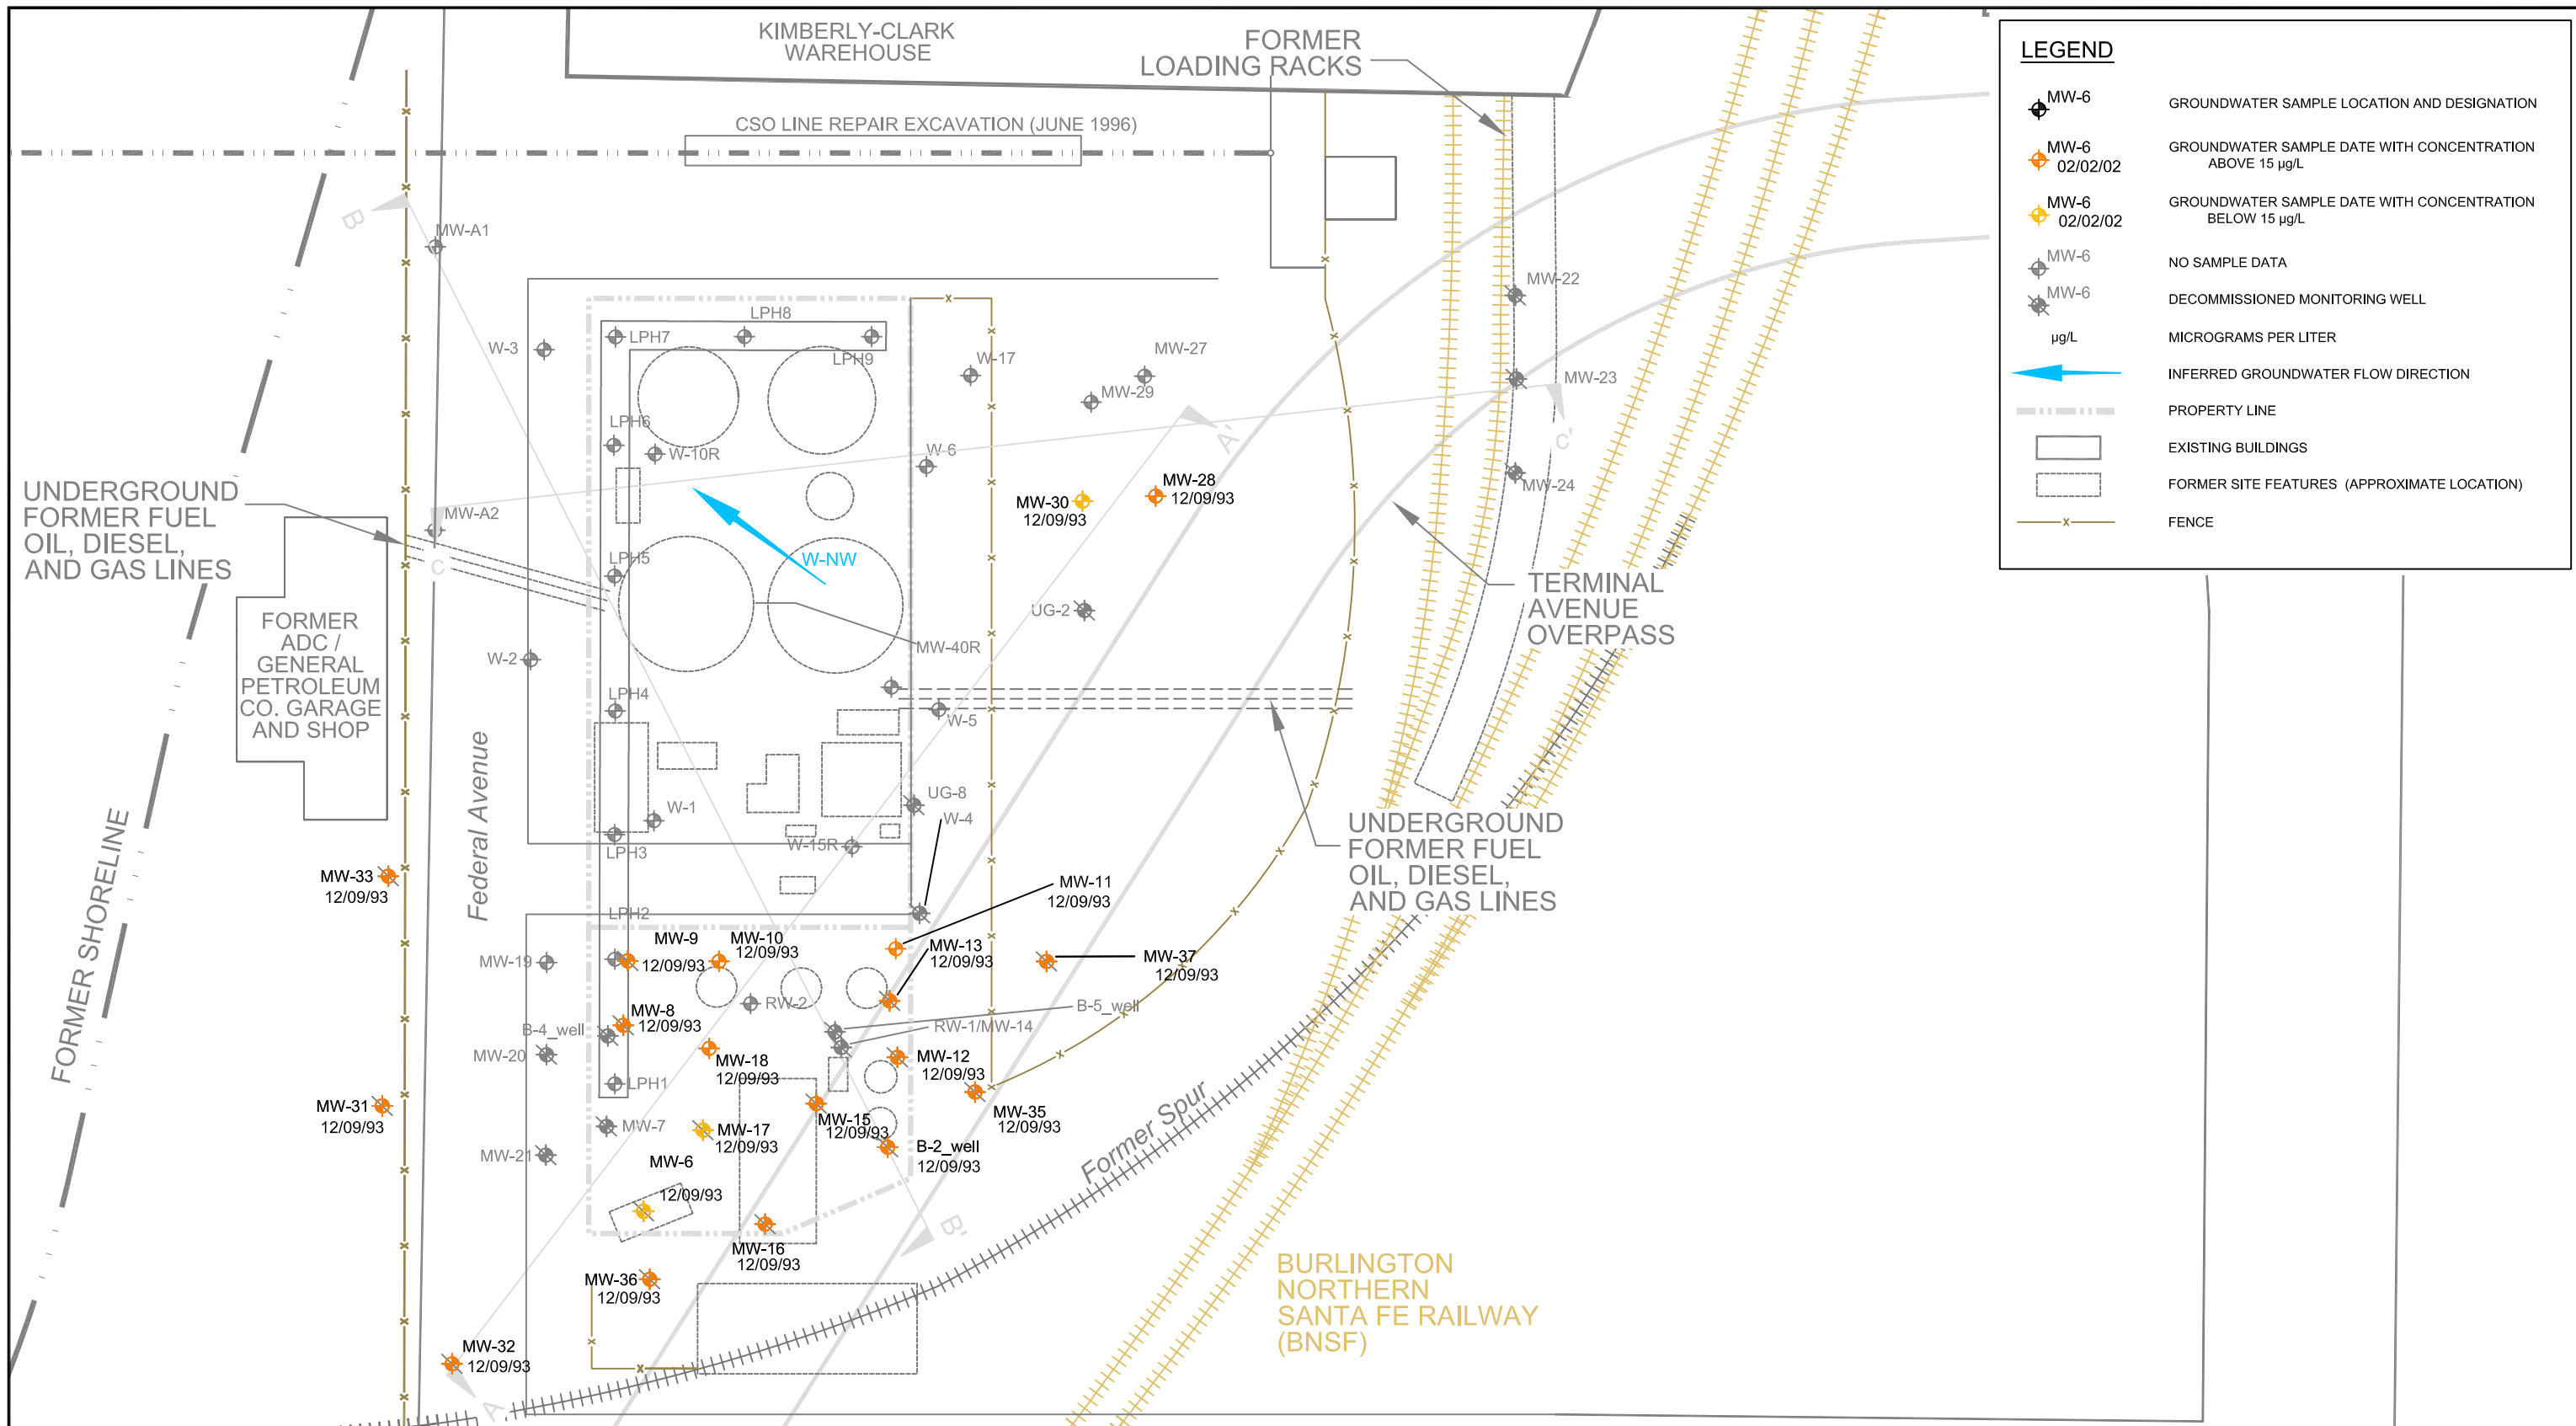 KIMBERLY-CLARK
WAREHOUSE
FORMER
LOADING RACKS
CSO LINE REPAIR EXCAVATION (JUNE 1996)
LEGEND
MW-6
GROUNDWATER SAMPLE LOCATION AND DESIGNATION
MW-6
02/02/02
GROUNDWATER SAMPLE DATE WITH CONCENTRATION
ABOVE 15 µg/L
MW-6
02/02/02
GROUNDWATER SAMPLE DATE WITH CONCENTRATION
BELOW 15 µg/L
MW-6
NO SAMPLE DATA
MW-6
DECOMMISSIONED MONITORING WELL
µg/L
MICROGRAMS PER LITER
INFERRED GROUNDWATER FLOW DIRECTION
PROPERTY LINE
EXISTING BUILDINGS
FORMER SITE FEATURES (APPROXIMATE LOCATION)
x
FENCE
B
MW-A1
MW-22
LPH8
LPH7
LPH9
W-3
W-17
MW-27
MW-29
MW-23
A'
C'
LPH6
W-10R
W-6
MW-28
12/09/93
MW-30
12/09/93
MW-24
UNDERGROUND
FORMER FUEL
OIL, DIESEL,
AND GAS LINES
MW-A2
C
LPH5
W-NW
UG-2
TERMINAL
AVENUE
OVERPASS
FORMER
ADC /
GENERAL
PETROLEUM
CO. GARAGE
AND SHOP
MW-40R
W-2
LPH4
W-5
Federal Avenue
UG-8
W-4
W-1
W-15R
LPH3
UNDERGROUND
FORMER FUEL
OIL, DIESEL,
AND GAS LINES
FORMER SHORELINE
MW-33
12/09/93
MW-11
12/09/93
LPH2
MW-9
12/09/93
MW-10
12/09/93
MW-13
12/09/93
MW-37
12/09/93
MW-19
RW-2
B-5_well
RW-1/MW-14
MW-8
12/09/93
B-4_well
MW-20
MW-18
12/09/93
MW-12
12/09/93
LPH1
MW-31
12/09/93
MW-7
MW-17
12/09/93
MW-15
12/09/93
MW-35
12/09/93
B-2_well
12/09/93
MW-21
MW-6
12/09/93
Former Spur
B'
MW-16
12/09/93
MW-36
12/09/93
BURLINGTON
NORTHERN
SANTA FE RAILWAY
(BNSF)
MW-32
12/09/93
A